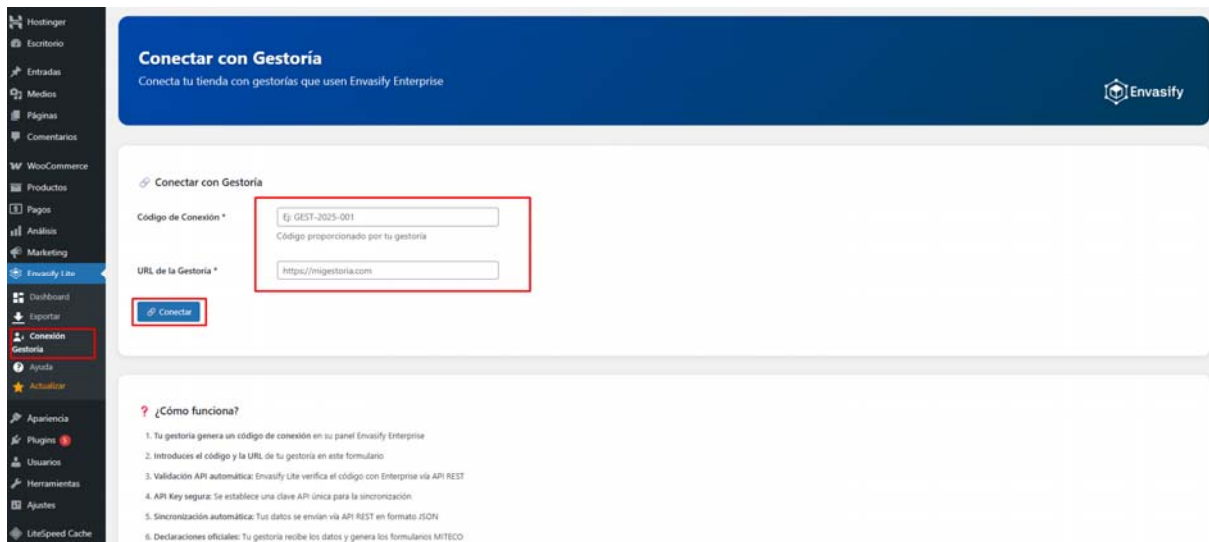 Hostinger
Escritorio
Entradas
Medios
Páginas
Comentarios
WooCommerce
Productos
Pagos
Análisis
Marketing
Envasify Lite
Dashboard
Exportar
Conexión
Gestoría
Ayuda
Actualizar
Apariencia
Plugins 5
Usuarios
Herramientas
Ajustes
LiteSpeed Cache
Conectar con Gestoría
Conecta tu tienda con gestorías que usen Envasify Enterprise
Envasify
Conectar con Gestoría
Código de Conexión *
Ej: GEST-2025-001
Código proporcionado por tu gestoría
URL de la Gestoría *
https://migestoria.com
Conectar
¿Cómo funciona?
1. Tu gestoría genera un código de conexión en su panel Envasify Enterprise
2. Introduces el código y la URL de tu gestoría en este formulario
3. Validación API automática: Envasify Lite verifica el código con Enterprise vía API REST
4. API Key segura: Se establece una clave API única para la sincronización
5. Sincronización automática: Tus datos se envían vía API REST en formato JSON
6. Declaraciones oficiales: Tu gestoría recibe los datos y genera los formularios MITECO